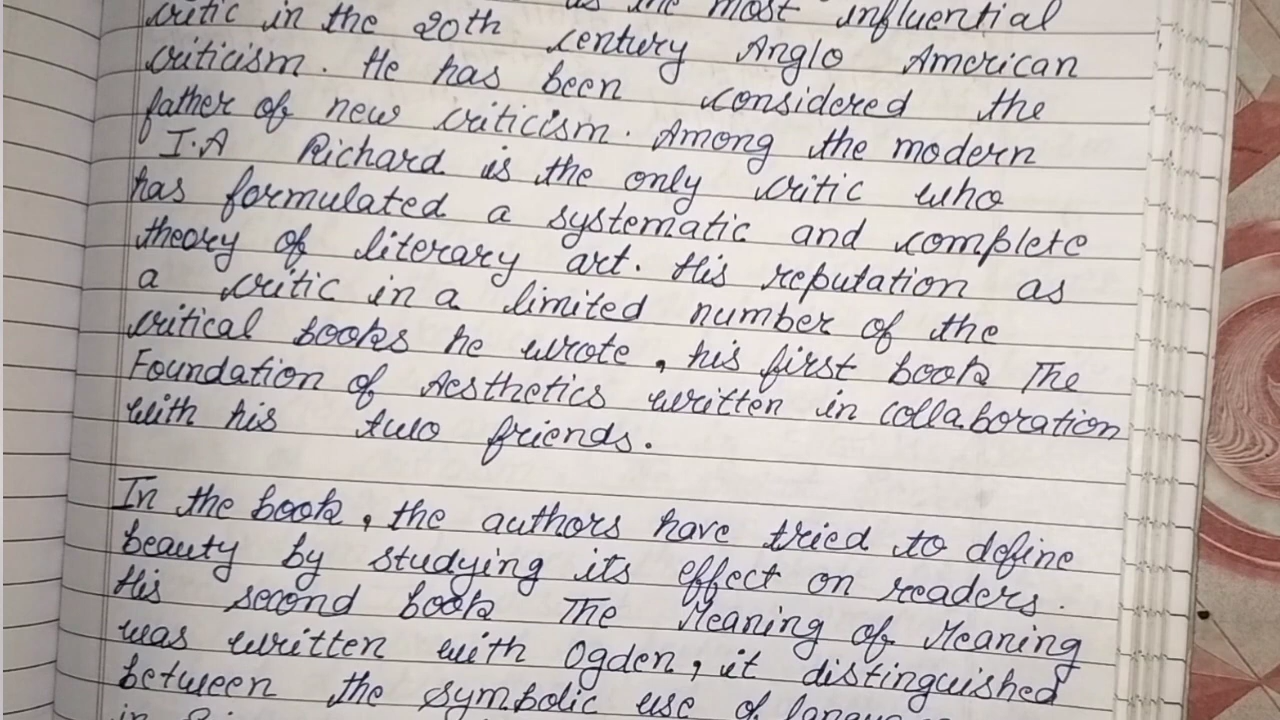 as the most influential
critic in the 20th century Anglo American
criticism. He has been considered the
father of new criticism. Among the modern
I.A Richard is the only critic who
has formulated a systematic and complete
theory of literary art. His reputation as
a critic in a limited number of the
critical books he wrote, his first book The
Foundation of Aesthetics written in collaboration
with his two friends.
In the book, the authors have tried to define
beauty by studying its effect on readers.
His second book The Meaning of Meaning
was written with Ogden, it distinguished
between the symbolic use of
in